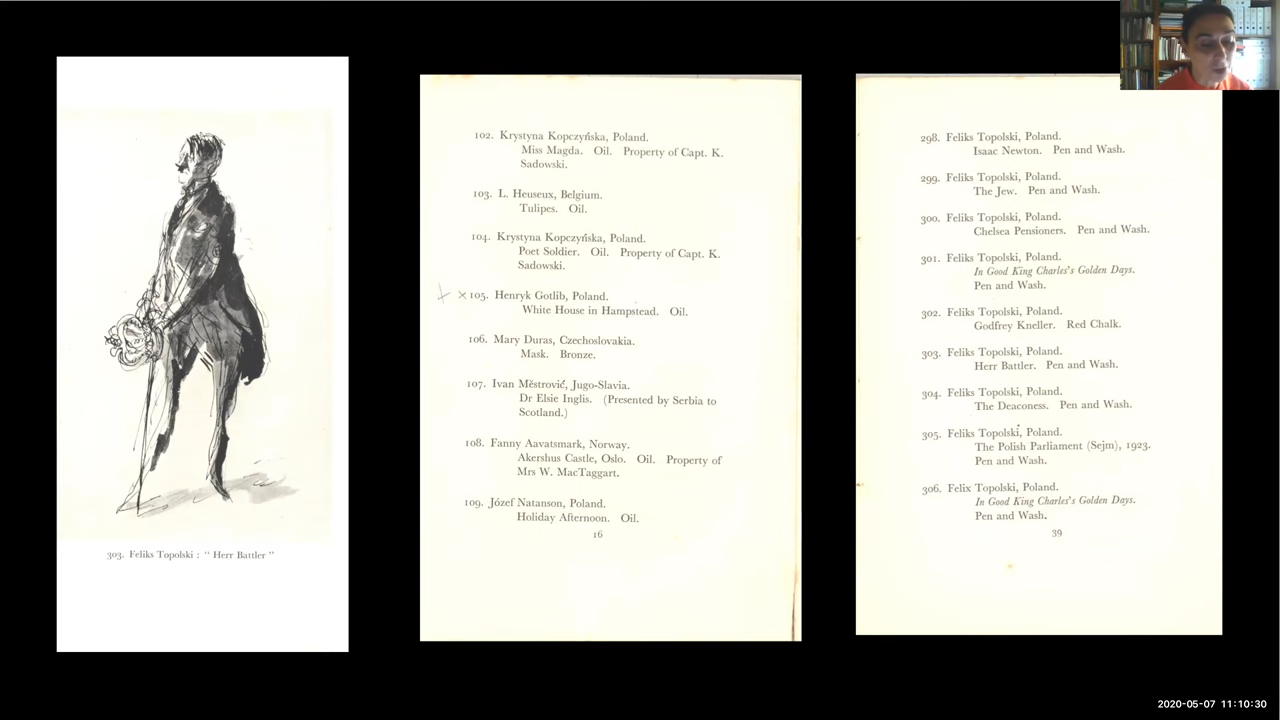 303. Feliks Topolski : " Herr Battler "
102. Krystyna Kopczyńska, Poland.
Miss Magda. Oil. Property of Capt. K.
Sadowski.
103. L. Heuseux, Belgium.
Tulipes. Oil.
104. Krystyna Kopczyńska, Poland.
Poet Soldier. Oil. Property of Capt. K.
Sadowski.
×105. Henryk Gotlib, Poland.
White House in Hampstead. Oil.
106. Mary Duras, Czechoslovakia.
Mask. Bronze.
107. Ivan Městrović, Jugo-Slavia.
Dr Elsie Inglis. (Presented by Serbia to
Scotland.)
108. Fanny Aavatsmark, Norway.
Akershus Castle, Oslo. Oil. Property of
Mrs W. MacTaggart.
109. Józef Natanson, Poland.
Holiday Afternoon. Oil.
16
298. Feliks Topolski, Poland.
Isaac Newton. Pen and Wash.
299. Feliks Topolski, Poland.
The Jew. Pen and Wash.
300. Feliks Topolski, Poland.
Chelsea Pensioners. Pen and Wash.
301. Feliks Topolski, Poland.
In Good King Charles's Golden Days.
Pen and Wash.
302. Feliks Topolski, Poland.
Godfrey Kneller. Red Chalk.
303. Feliks Topolski, Poland.
Herr Battler. Pen and Wash.
304. Feliks Topolski, Poland.
The Deaconess. Pen and Wash.
305. Feliks Topolski, Poland.
The Polish Parliament (Sejm), 1923.
Pen and Wash.
306. Felix Topolski, Poland.
In Good King Charles's Golden Days.
Pen and Wash.
39
2020-05-07 11:10:30